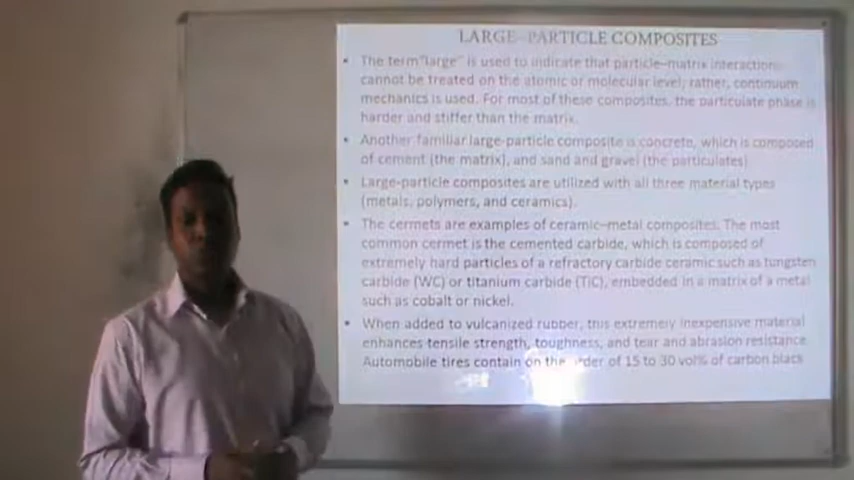 LARGE-PARTICLE COMPOSITES
• The term "large" is used to indicate that particle–matrix interactions
cannot be treated on the atomic or molecular level; rather, continuum
mechanics is used. For most of these composites, the particulate phase is
harder and stiffer than the matrix.
• Another familiar large-particle composite is concrete, which is composed
of cement (the matrix), and sand and gravel (the particulates)
• Large-particle composites are utilized with all three material types
(metals, polymers, and ceramics).
• The cermets are examples of ceramic–metal composites. The most
common cermet is the cemented carbide, which is composed of
extremely hard particles of a refractory carbide ceramic such as tungsten
carbide (WC) or titanium carbide (TiC), embedded in a matrix of a metal
such as cobalt or nickel.
• When added to vulcanized rubber, this extremely inexpensive material
enhances tensile strength, toughness, and tear and abrasion resistance
Automobile tires contain on the of 15 to 30 vol% of carbon black